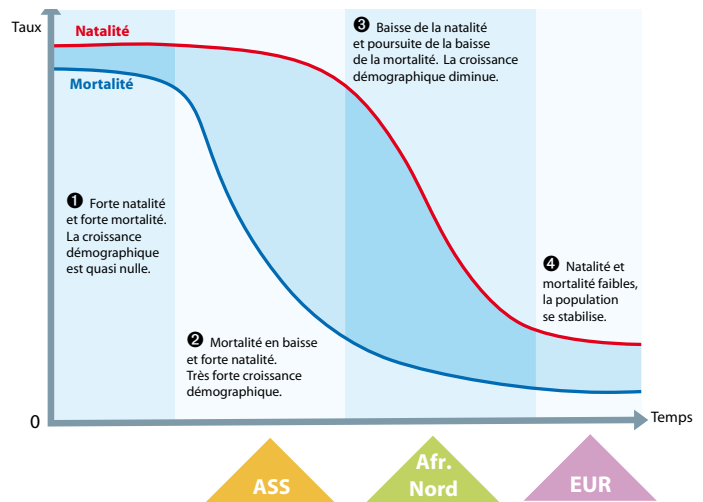 Taux
Natalité
Mortalité
❶ Forte natalité
et forte mortalité.
La croissance
démographique
est quasi nulle.
❷ Mortalité en baisse
et forte natalité.
Très forte croissance
démographique.
❸ Baisse de la natalité
et poursuite de la baisse
de la mortalité. La croissance
démographique diminue.
❹ Natalité et
mortalité faibles,
la population
se stabilise.
0
Temps
ASS
Afr.
Nord
EUR